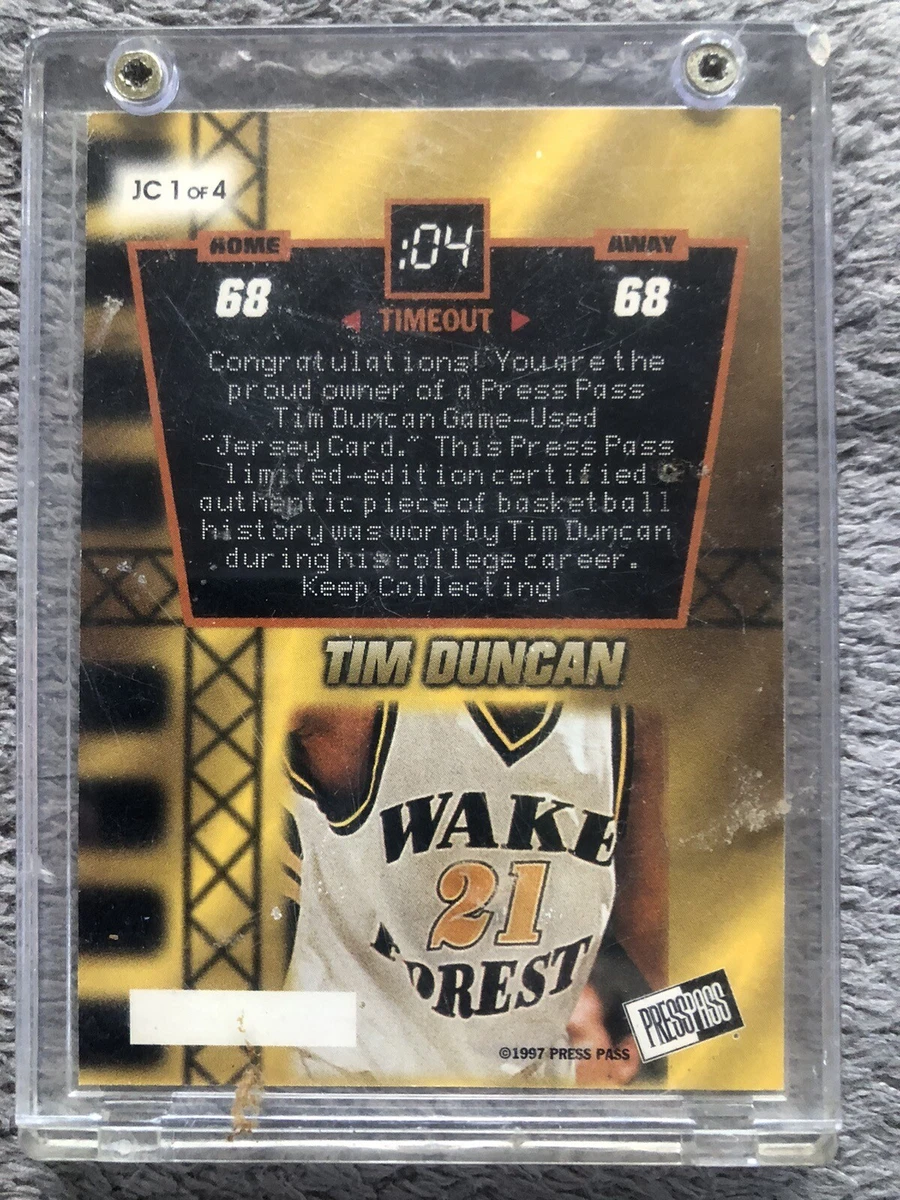 JC 1 OF 4
HOME
:04
AWAY
68
68
TIMEOUT
Congratulations! You are the
proud owner of a Press Pass
Tim Duncan Game-Used
"Jersey Card." This Press Pass
limited-edition certified
authentic piece of basketball
history was worn by Tim Duncan
during his college career.
Keep Collecting!
TIM DUNCAN
WAKE
21
FOREST
PRESS PASS
©1997 PRESS PASS